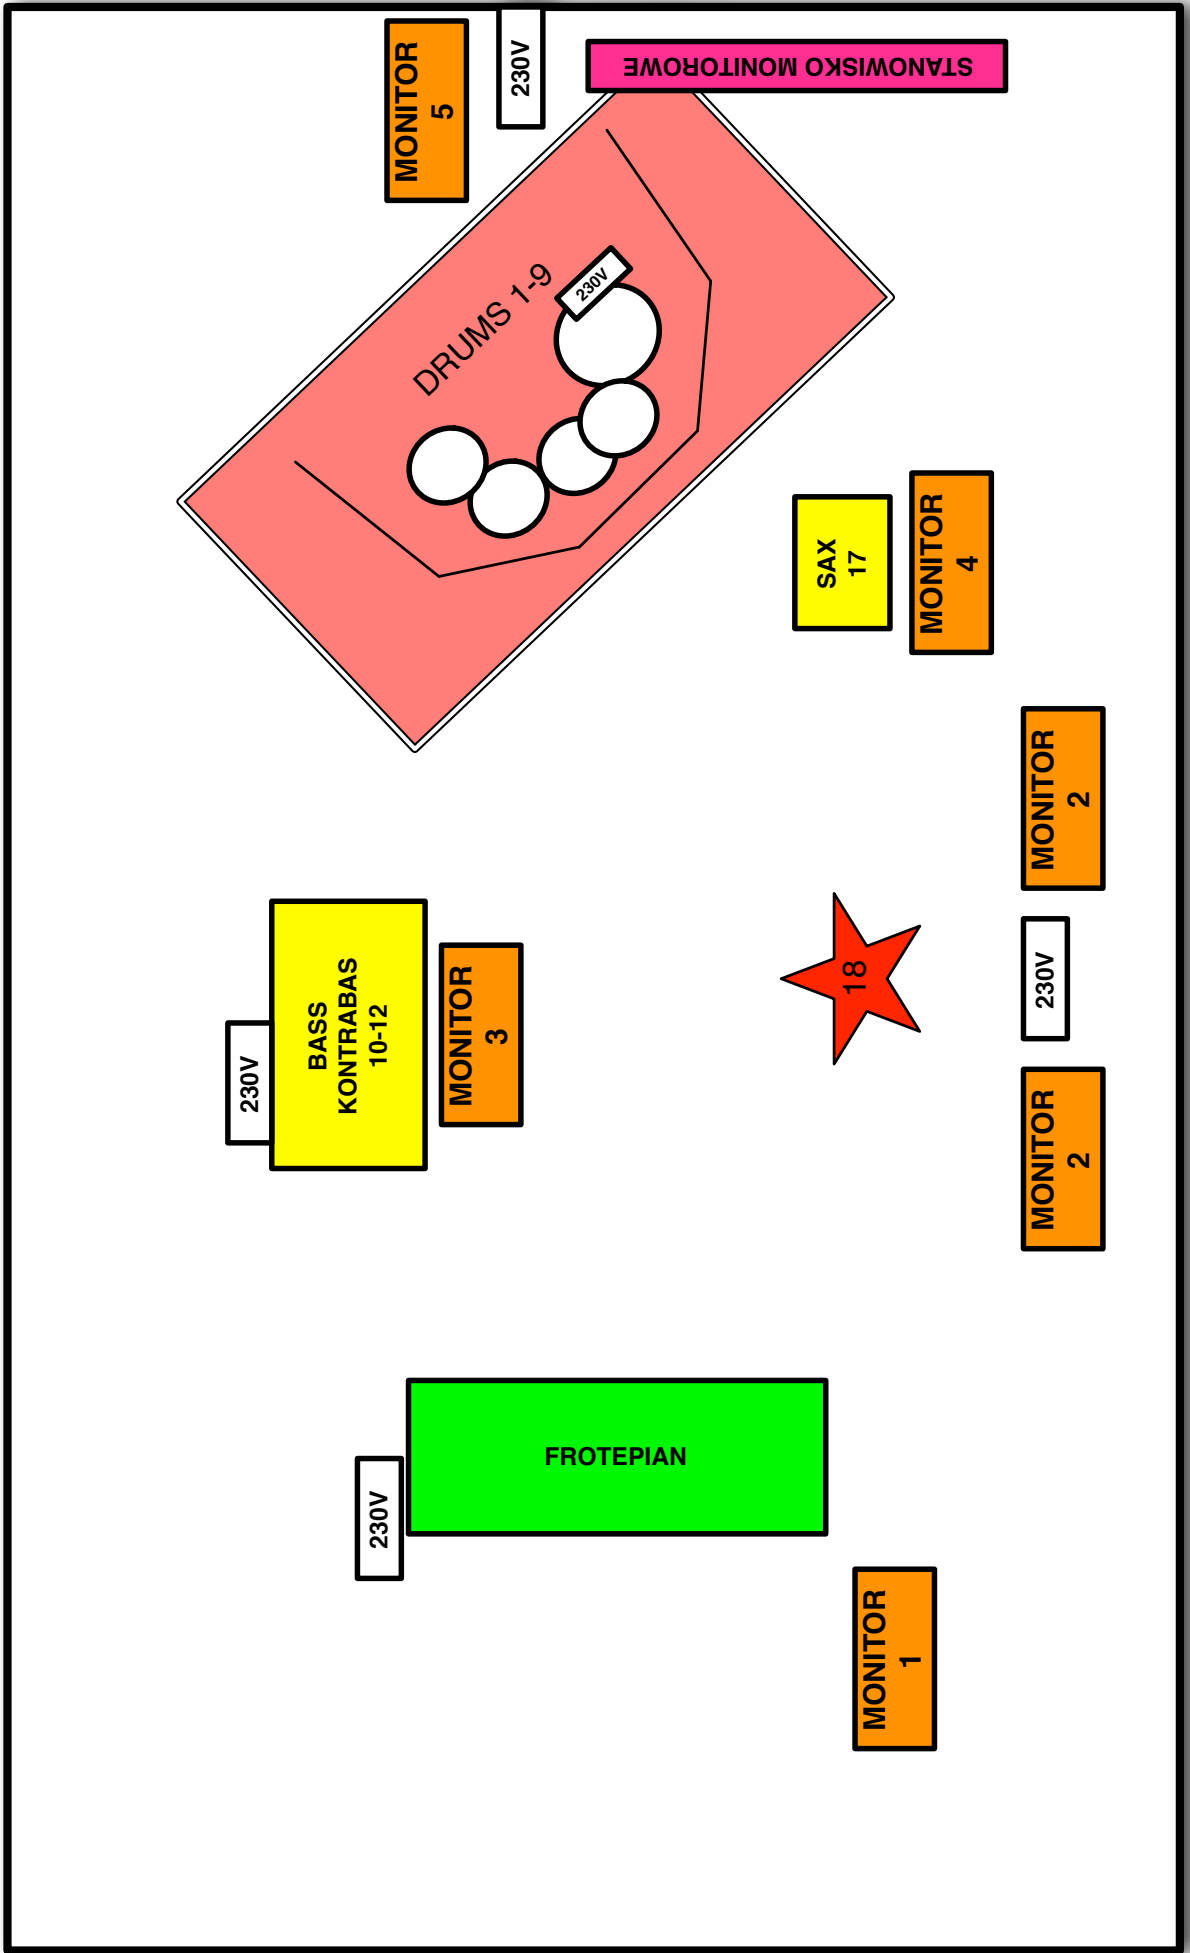 MONITOR
5
230V
STANOWISKO MONITOROWE
DRUMS 1-9
230V
SAX
17
MONITOR
4
MONITOR
2
BASS
KONTRABAS
10-12
230V
MONITOR
3
18
230V
MONITOR
2
FROTEPIAN
230V
MONITOR
1